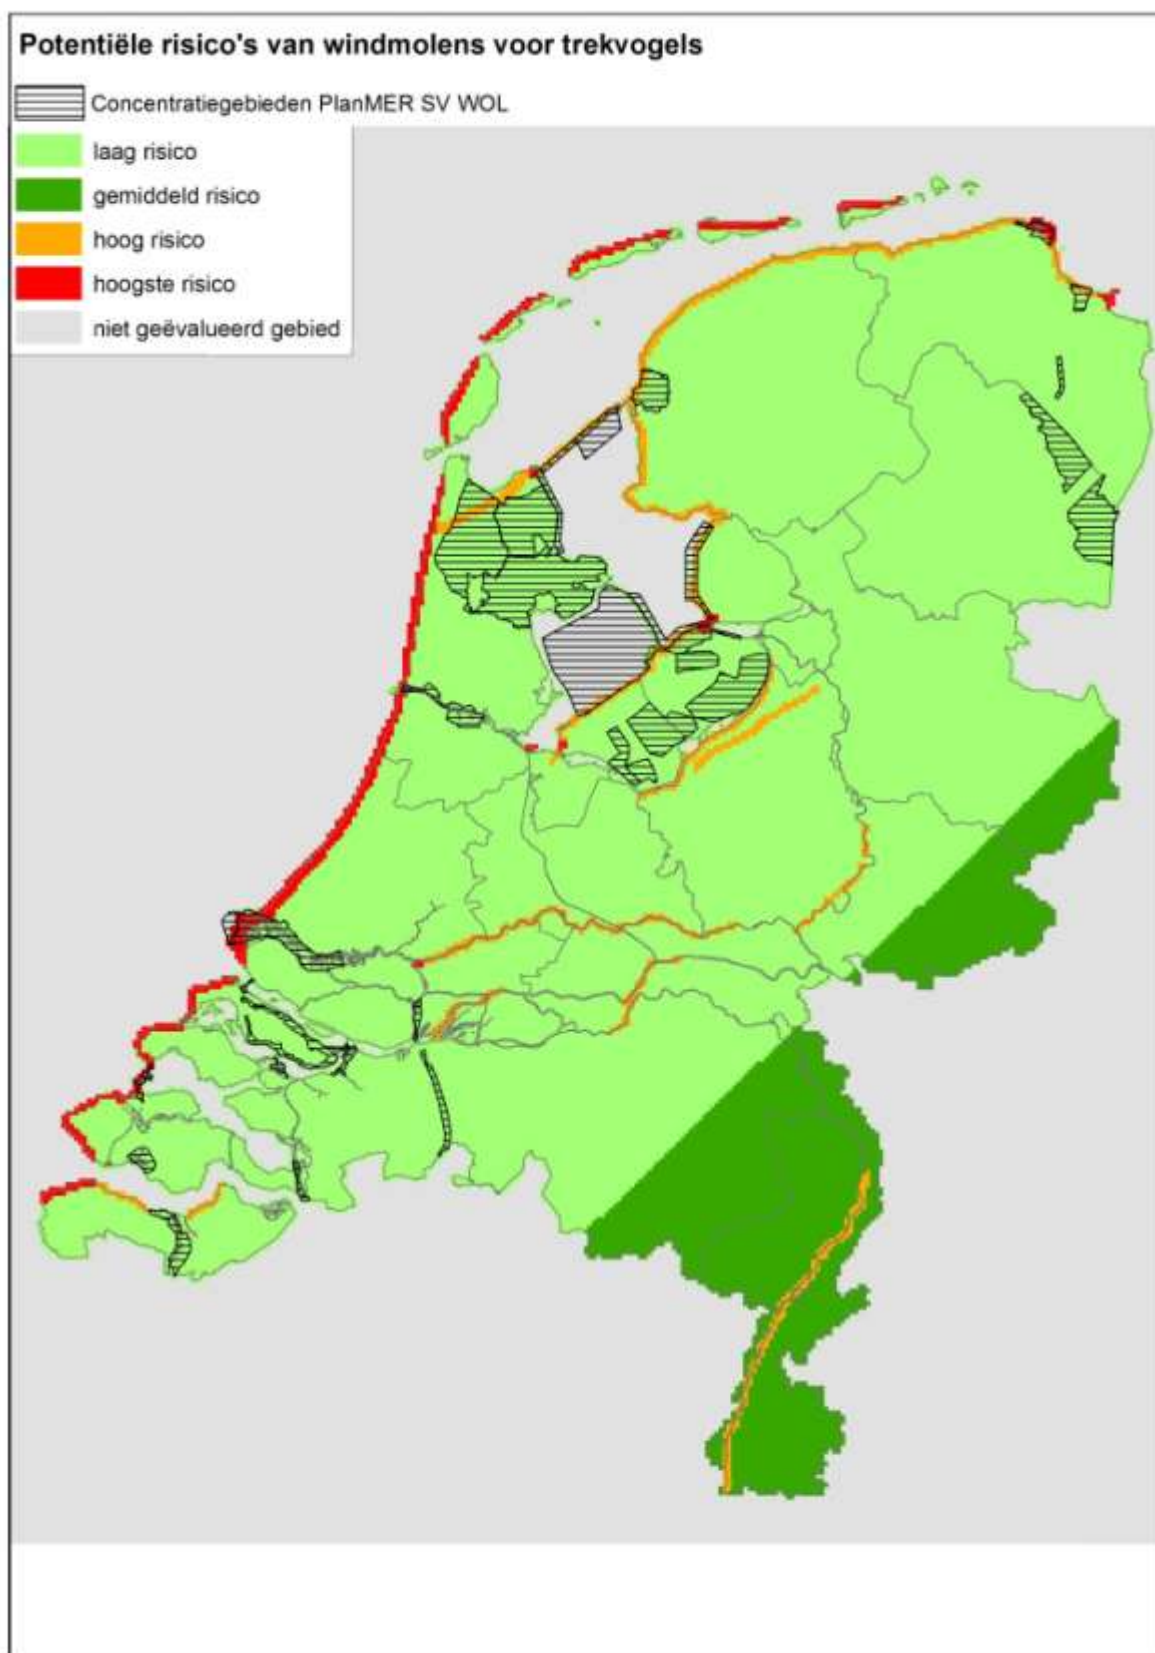 Potentiële risico's van windmolens voor trekvogels
Concentratiegebieden PlanMER SV WOL
laag risico
gemiddeld risico
hoog risico
hoogste risico
niet geëvalueerd gebied